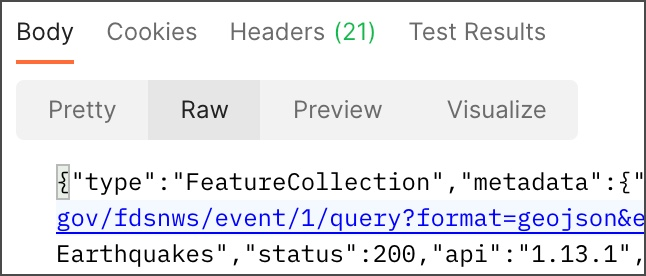 Body Cookies Headers (21) Test Results
Pretty Raw Preview Visualize
{"type":"FeatureCollection","metadata":{"
gov/fdsnws/event/1/query?format=geojson&e
Earthquakes","status":200,"api":"1.13.1",